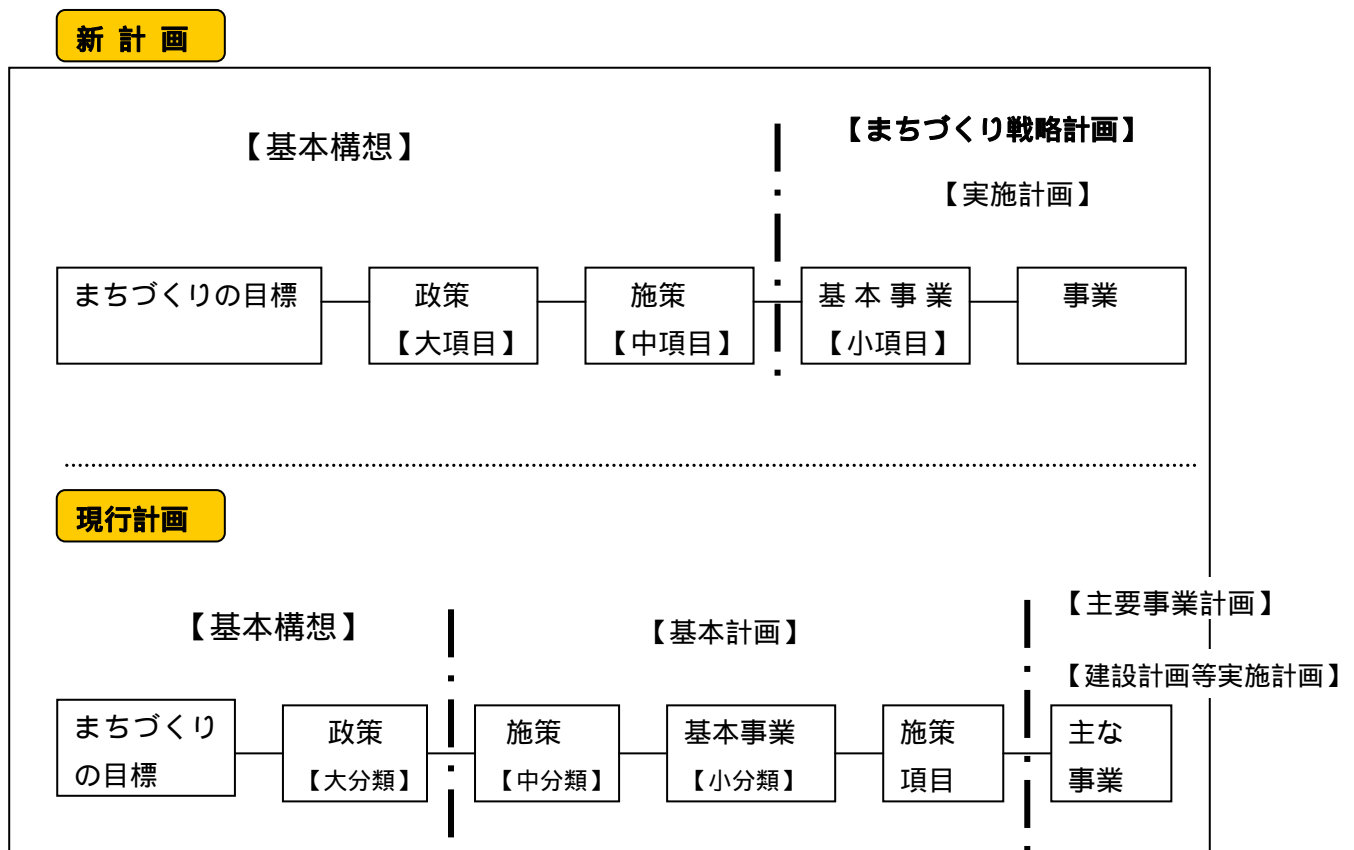 新 計 画
【基本構想】
【まちづくり戦略計画】
【実施計画】
まちづくりの目標
政策
【大項目】
施策
【中項目】
基 本 事 業
【小項目】
事業
現行計画
【基本構想】
【基本計画】
【主要事業計画】
【建設計画等実施計画】
まちづくり
の目標
政策
【大分類】
施策
【中分類】
基本事業
【小分類】
施策
項目
主な
事業